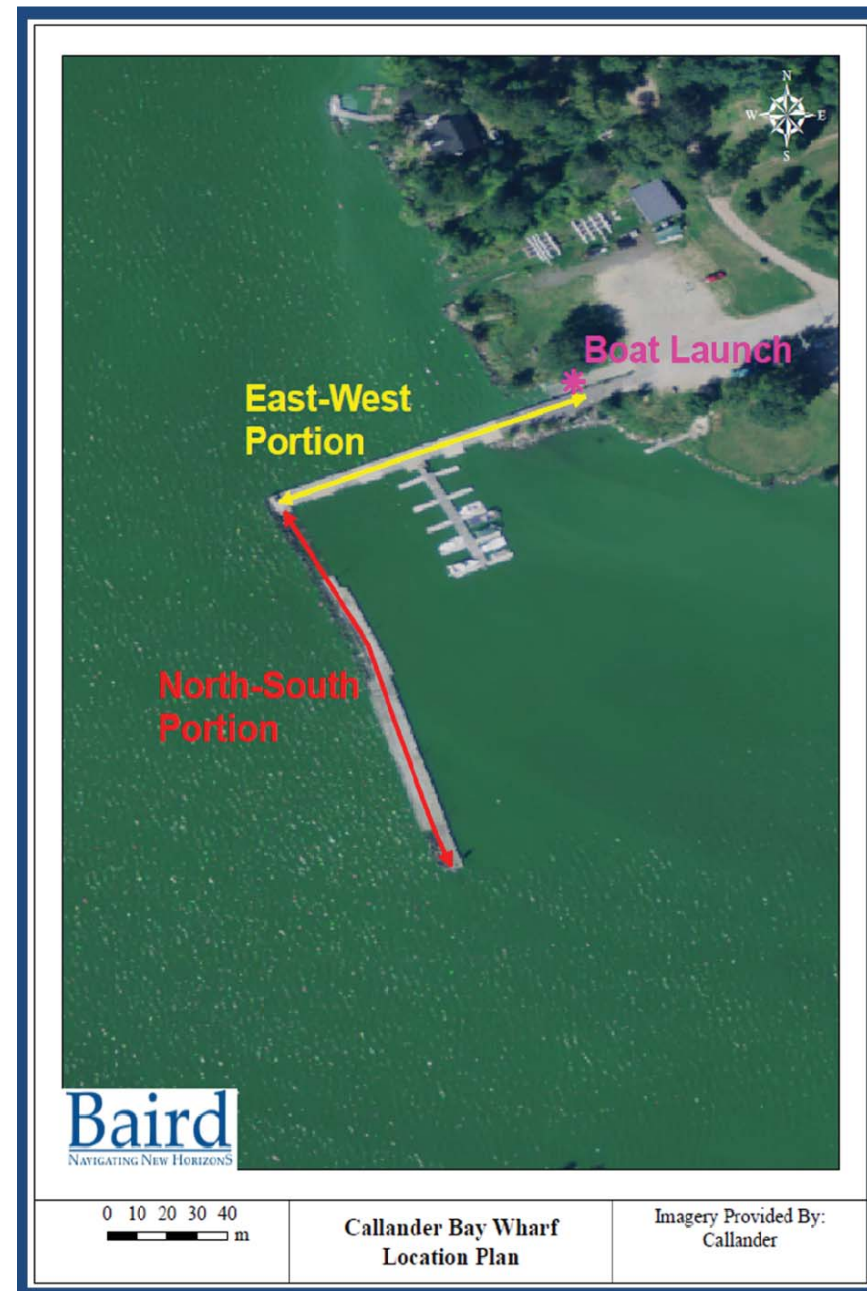 N
W E
S
Boat Launch
East-West
Portion
North-South
Portion
Baird
NAVIGATING NEW HORIZONS
0 10 20 30 40
m
Callander Bay Wharf
Location Plan
Imagery Provided By:
Callander